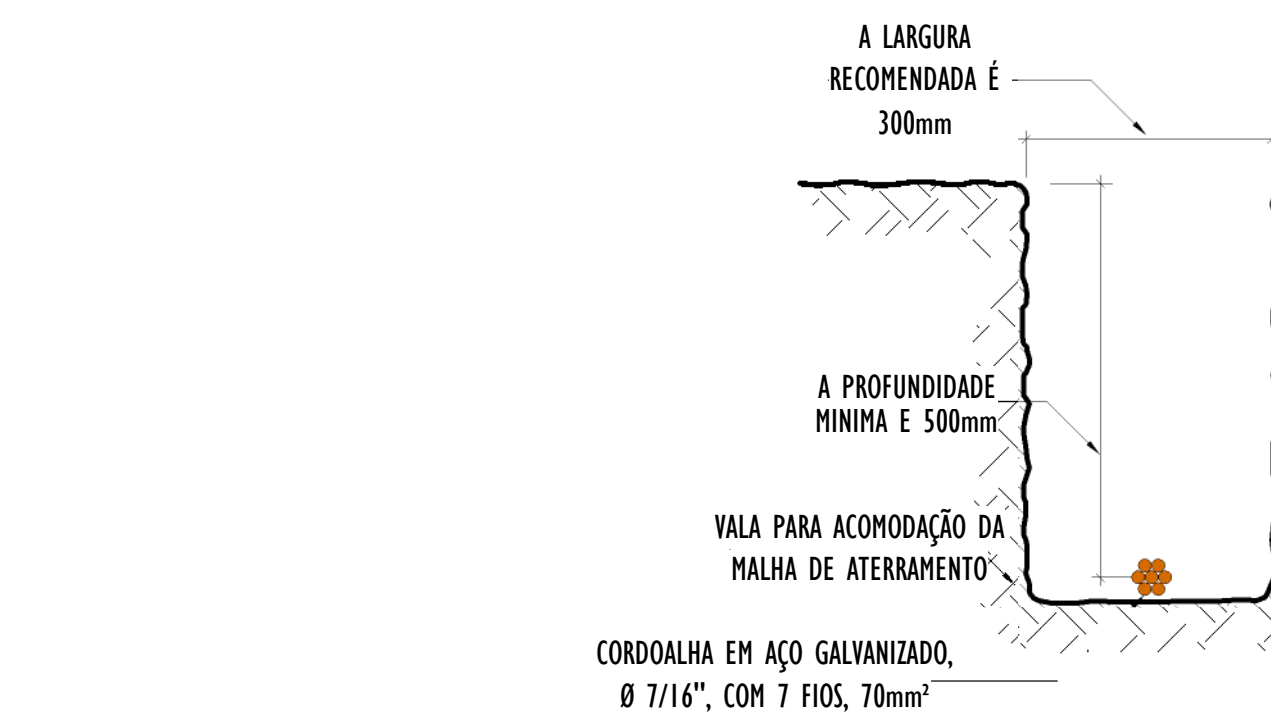 A LARGURA
RECOMENDADA É
300mm
A PROFUNDIDADE
MINIMA E 500mm
VALA PARA ACOMODAÇÃO DA
MALHA DE ATERRAMENTO
CORDOALHA EM AÇO GALVANIZADO,
Ø 7/16", COM 7 FIOS, 70mm²